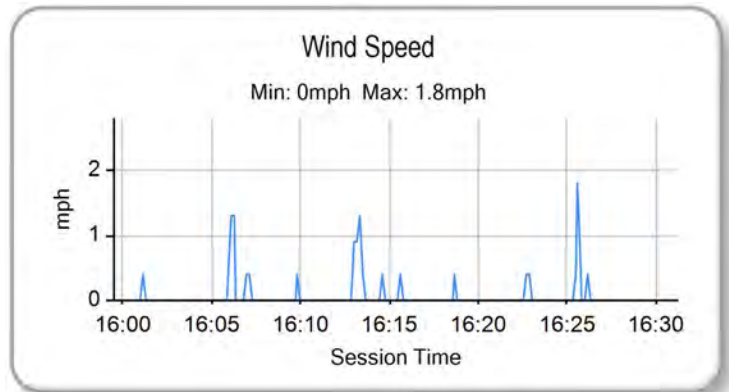 Wind Speed
Min: 0mph Max: 1.8mph
mph
2
1
0
16:00 16:05 16:10 16:15 16:20 16:25 16:30
Session Time